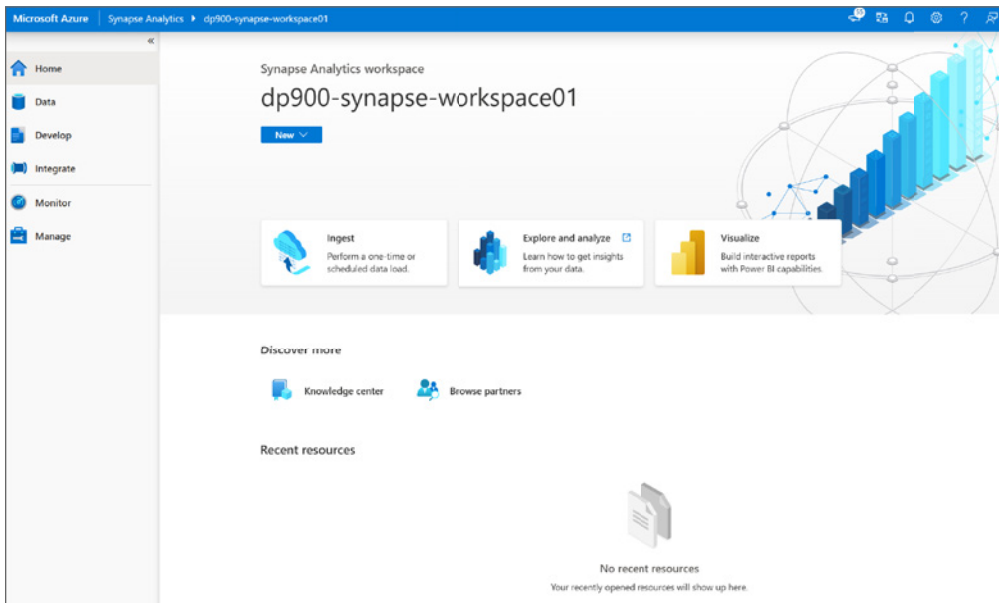 Microsoft Azure Synapse Analytics dp900-synapse-workspace01
Home
Data
Develop
Integrate
Monitor
Manage
Synapse Analytics workspace
dp900-synapse-workspace01
New
Ingest
Perform a one-time or
scheduled data load.
Explore and analyze
Learn how to get insights
from your data.
Visualize
Build interactive reports
with Power BI capabilities.
Discover more
Knowledge center
Browse partners
Recent resources
No recent resources
Your recently opened resources will show up here.